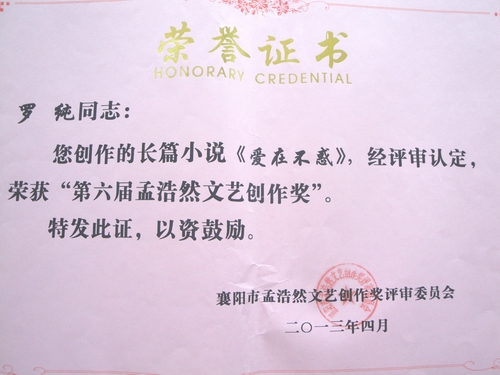 荣誉证书
HONORARY CREDENTIAL
罗 纯同志：
您创作的长篇小说《爱在不惑》，经评审认定，
荣获“第六届孟浩然文艺创作奖”。
特发此证，以资鼓励。
襄阳市孟浩然文艺创作奖评审委员会
二〇一三年四月